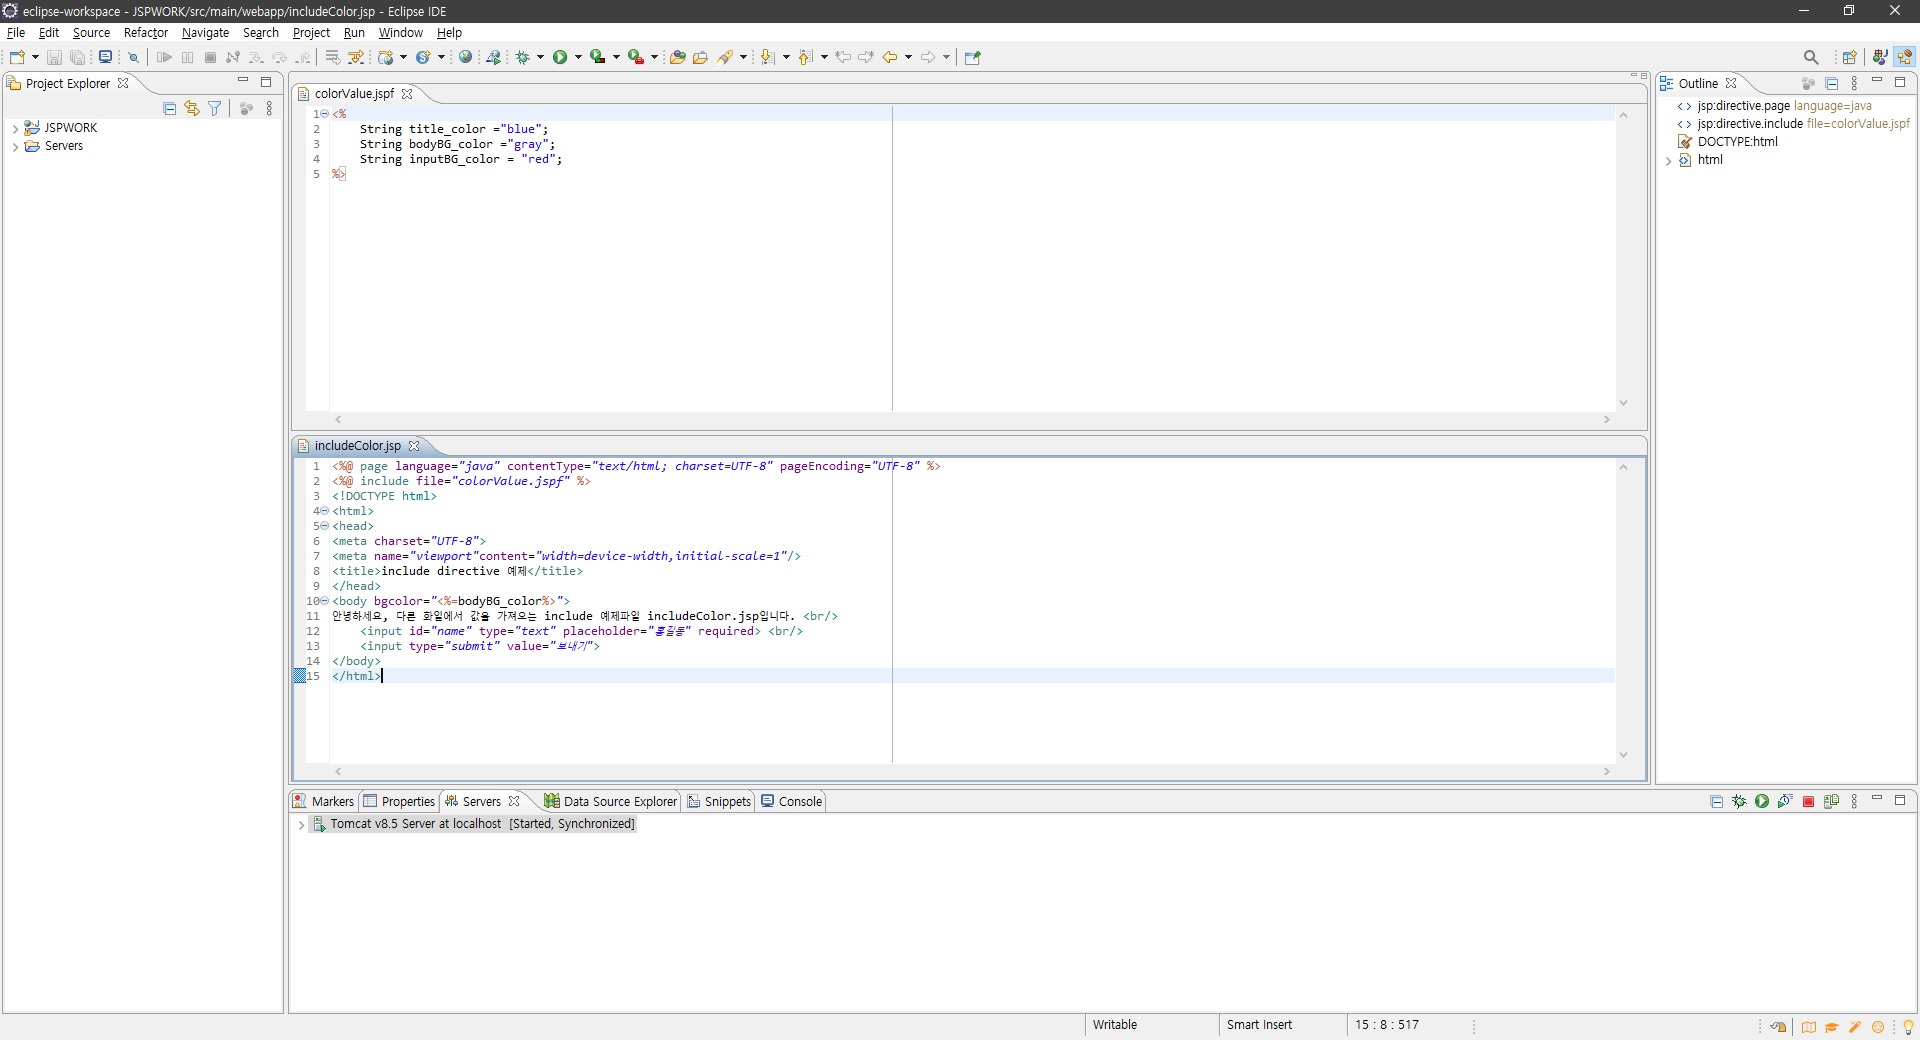 eclipse-workspace - JSPWORK/src/main/webapp/includeColor.jsp - Eclipse IDE
File Edit Source Refactor Navigate Search Project Run Window Help
Project Explorer
JSPWORK
Servers
colorValue.jspf
1 <%
2 String title_color ="blue";
3 String bodyBG_color ="gray";
4 String inputBG_color = "red";
5 %>
includeColor.jsp
1 <%@ page language="java" contentType="text/html; charset=UTF-8" pageEncoding="UTF-8" %>
2 <%@ include file="colorValue.jspf" %>
3 <!DOCTYPE html>
4 <html>
5 <head>
6 <meta charset="UTF-8">
7 <meta name="viewport"content="width=device-width,initial-scale=1"/>
8 <title>include directive 예제</title>
9 </head>
10 <body bgcolor="<%=bodyBG_color%>">
11 안녕하세요, 다른 화일에서 값을 가져오는 include 예제파일 includeColor.jsp입니다. <br/>
12 <input id="name" type="text" placeholder="홍길동" required> <br/>
13 <input type="submit" value="보내기">
14 </body>
15 </html>
Outline
jsp:directive.page language=java
jsp:directive.include file=colorValue.jspf
DOCTYPE:html
html
Markers Properties Servers Data Source Explorer Snippets Console
Tomcat v8.5 Server at localhost [Started, Synchronized]
Writable Smart Insert 15 : 8 : 517